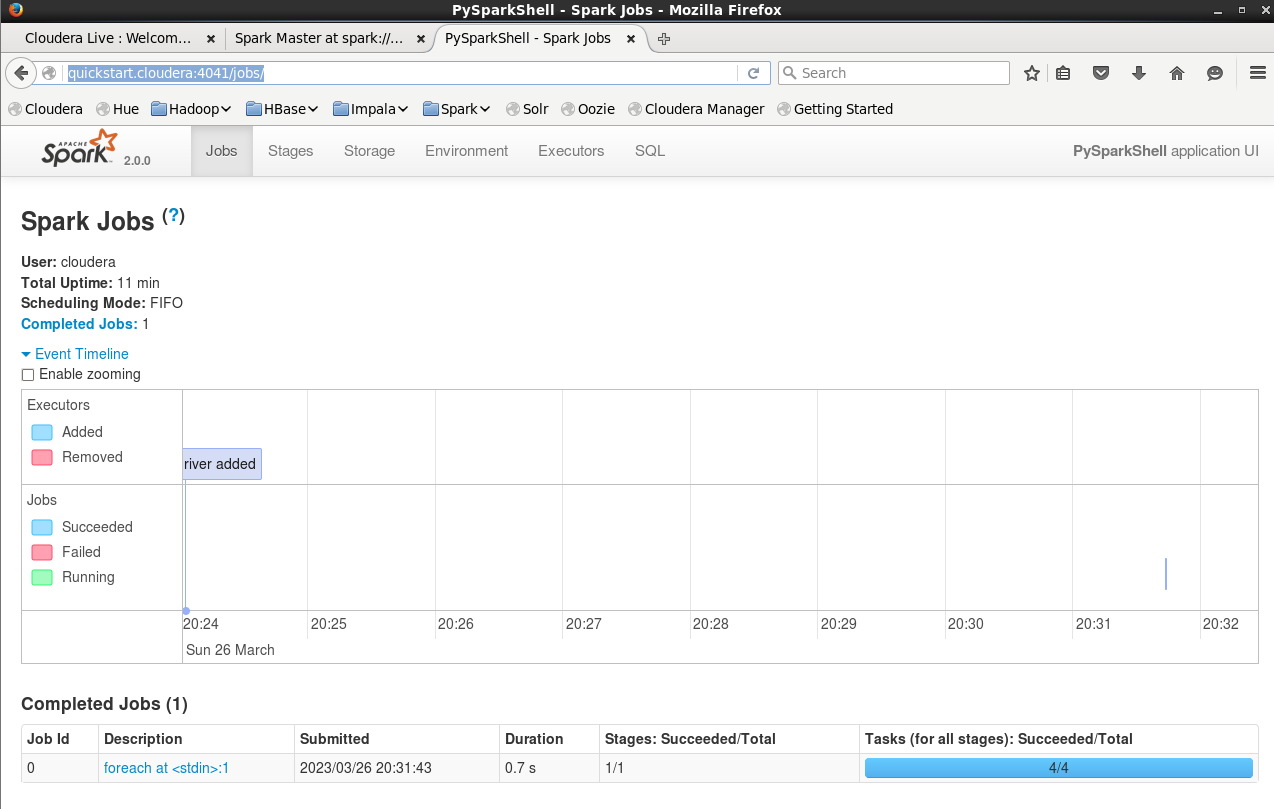 PySparkShell - Spark Jobs - Mozilla Firefox
Cloudera Live : Welcom... Spark Master at spark://... PySparkShell - Spark Jobs
quickstart.cloudera:4041/jobs/ Search
Cloudera Hue Hadoop HBase Impala Spark Solr Oozie Cloudera Manager Getting Started
APACHE Spark 2.0.0 Jobs Stages Storage Environment Executors SQL PySparkShell application UI
Spark Jobs (?)
User: cloudera
Total Uptime: 11 min
Scheduling Mode: FIFO
Completed Jobs: 1
Event Timeline
Enable zooming
Executors
Added
Removed
river added
Jobs
Succeeded
Failed
Running
20:24 20:25 20:26 20:27 20:28 20:29 20:30 20:31 20:32
Sun 26 March
Completed Jobs (1)
Job Id Description Submitted Duration Stages: Succeeded/Total Tasks (for all stages): Succeeded/Total
0 foreach at <stdin>:1 2023/03/26 20:31:43 0.7 s 1/1 4/4